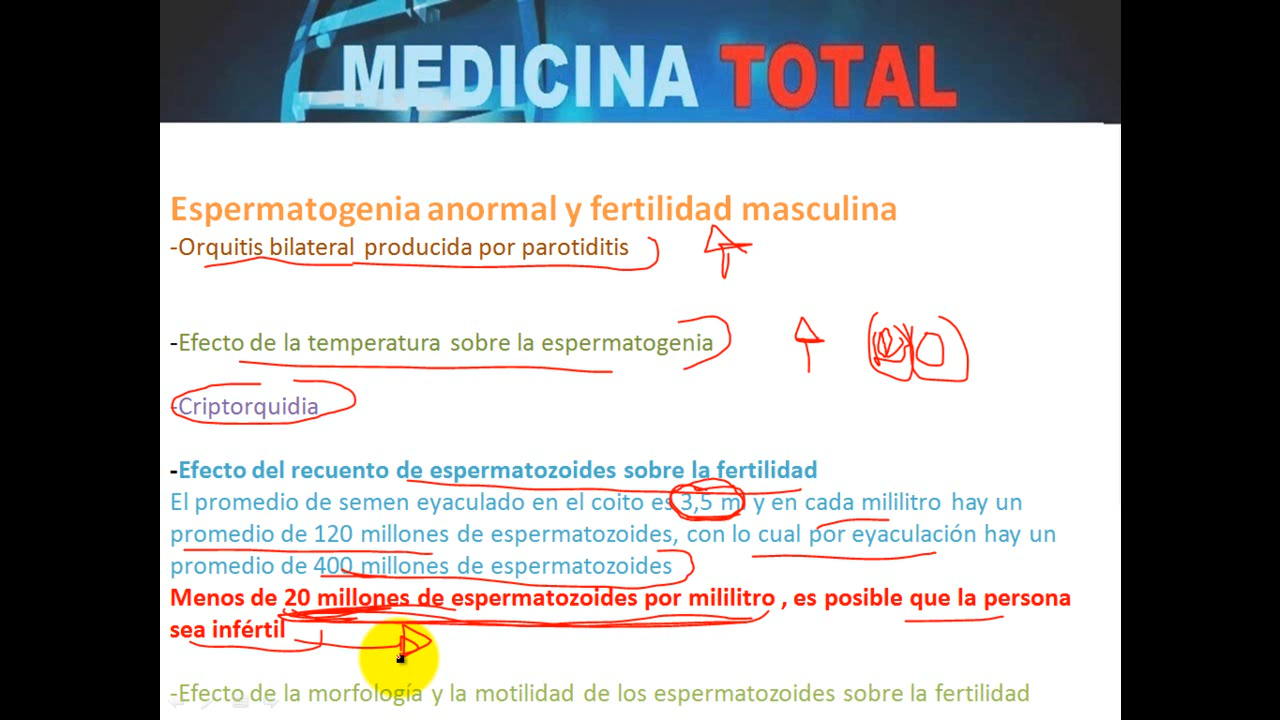 MEDICINA TOTAL
Espermatogenia anormal y fertilidad masculina
-Orquitis bilateral producida por parotiditis
-Efecto de la temperatura sobre la espermatogenia
-Criptorquidia
-Efecto del recuento de espermatozoides sobre la fertilidad
El promedio de semen eyaculado en el coito es 3,5 ml y en cada mililitro hay un
promedio de 120 millones de espermatozoides, con lo cual por eyaculación hay un
promedio de 400 millones de espermatozoides
Menos de 20 millones de espermatozoides por mililitro , es posible que la persona
sea infértil
-Efecto de la morfología y la motilidad de los espermatozoides sobre la fertilidad